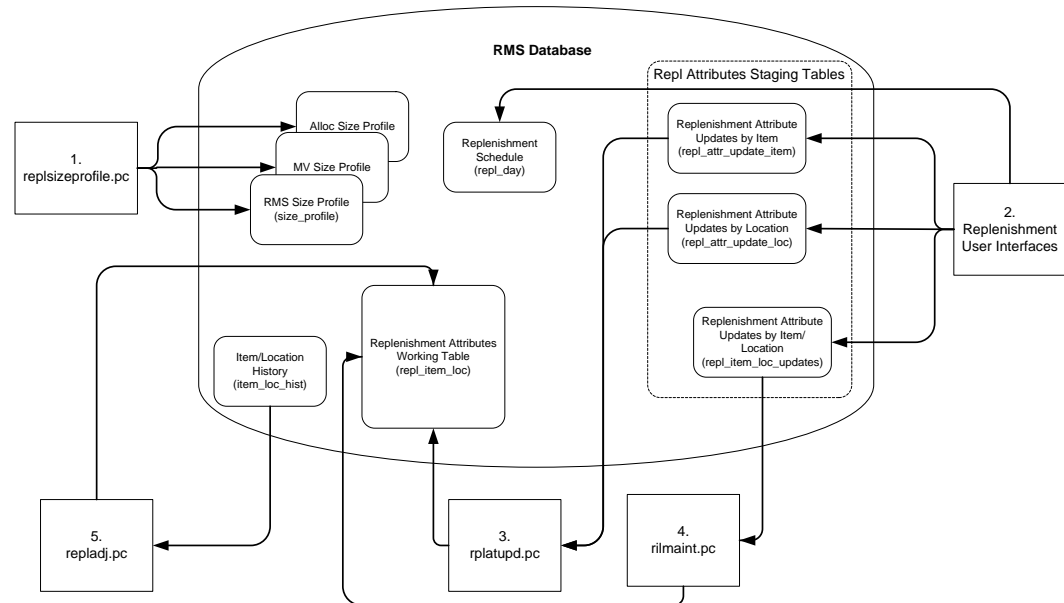 RMS Database
Repl Attributes Staging Tables
1.
replsizeprofile.pc
Alloc Size Profile
MV Size Profile
RMS Size Profile
(size_profile)
Replenishment
Schedule
(repl_day)
Replenishment Attribute
Updates by Item
(repl_attr_update_item)
Replenishment Attribute
Updates by Location
(repl_attr_update_loc)
2.
Replenishment
User Interfaces
Replenishment Attribute
Updates by Item/
Location
(repl_item_loc_updates)
Replenishment Attributes
Working Table
(repl_item_loc)
Item/Location
History
(item_loc_hist)
5.
repladj.pc
3.
rplatupd.pc
4.
rilmaint.pc